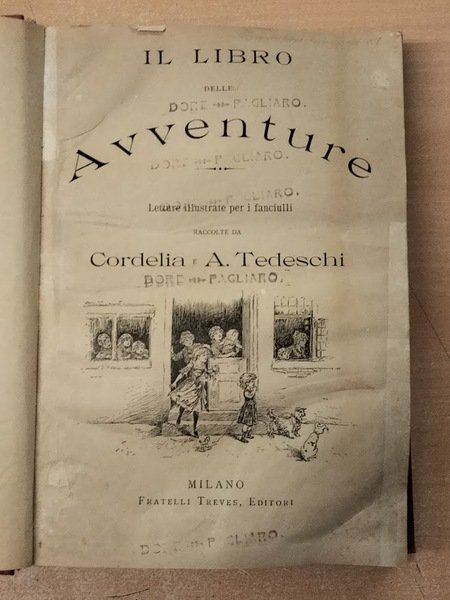 IL LIBRO
DELLE
DORE PAGLIARO.
Avventure
DORE PAGLIARO.
PAGLIARO.
Letture illustrate per i fanciulli
RACCOLTE DA
Cordelia E A. Tedeschi
DORE PAGLIARO.
MILANO
FRATELLI TREVES, EDITORI
DORE PAGLIARO.